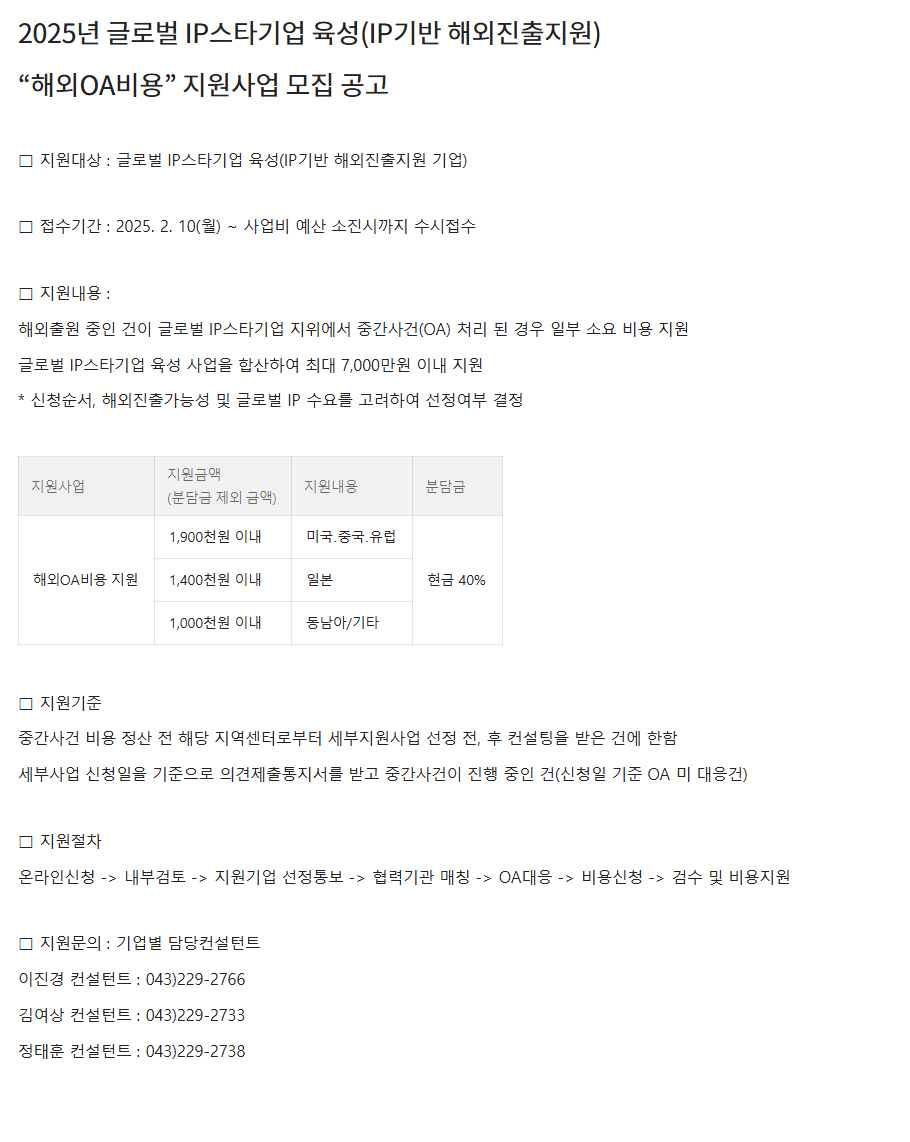 2025년 글로벌 IP스타기업 육성(IP기반 해외진출지원)
“해외OA비용” 지원사업 모집 공고
□ 지원대상 : 글로벌 IP스타기업 육성(IP기반 해외진출지원 기업)
□ 접수기간 : 2025. 2. 10(월) ~ 사업비 예산 소진시까지 수시접수
□ 지원내용 :
해외출원 중인 건이 글로벌 IP스타기업 지위에서 중간사건(OA) 처리 된 경우 일부 소요 비용 지원
글로벌 IP스타기업 육성 사업을 합산하여 최대 7,000만원 이내 지원
* 신청순서, 해외진출가능성 및 글로벌 IP 수요를 고려하여 선정여부 결정
지원사업 지원금액 (분담금 제외 금액) 지원내용 분담금
해외OA비용 지원 1,900천원 이내 미국.중국.유럽 현금 40%
1,400천원 이내 일본
1,000천원 이내 동남아/기타
□ 지원기준
중간사건 비용 정산 전 해당 지역센터로부터 세부지원사업 선정 전, 후 컨설팅을 받은 건에 한함
세부사업 신청일을 기준으로 의견제출통지서를 받고 중간사건이 진행 중인 건(신청일 기준 OA 미 대응건)
□ 지원절차
온라인신청 -> 내부검토 -> 지원기업 선정통보 -> 협력기관 매칭 -> OA대응 -> 비용신청 -> 검수 및 비용지원
□ 지원문의 : 기업별 담당컨설턴트
이진경 컨설턴트 : 043)229-2766
김여상 컨설턴트 : 043)229-2733
정태훈 컨설턴트 : 043)229-2738